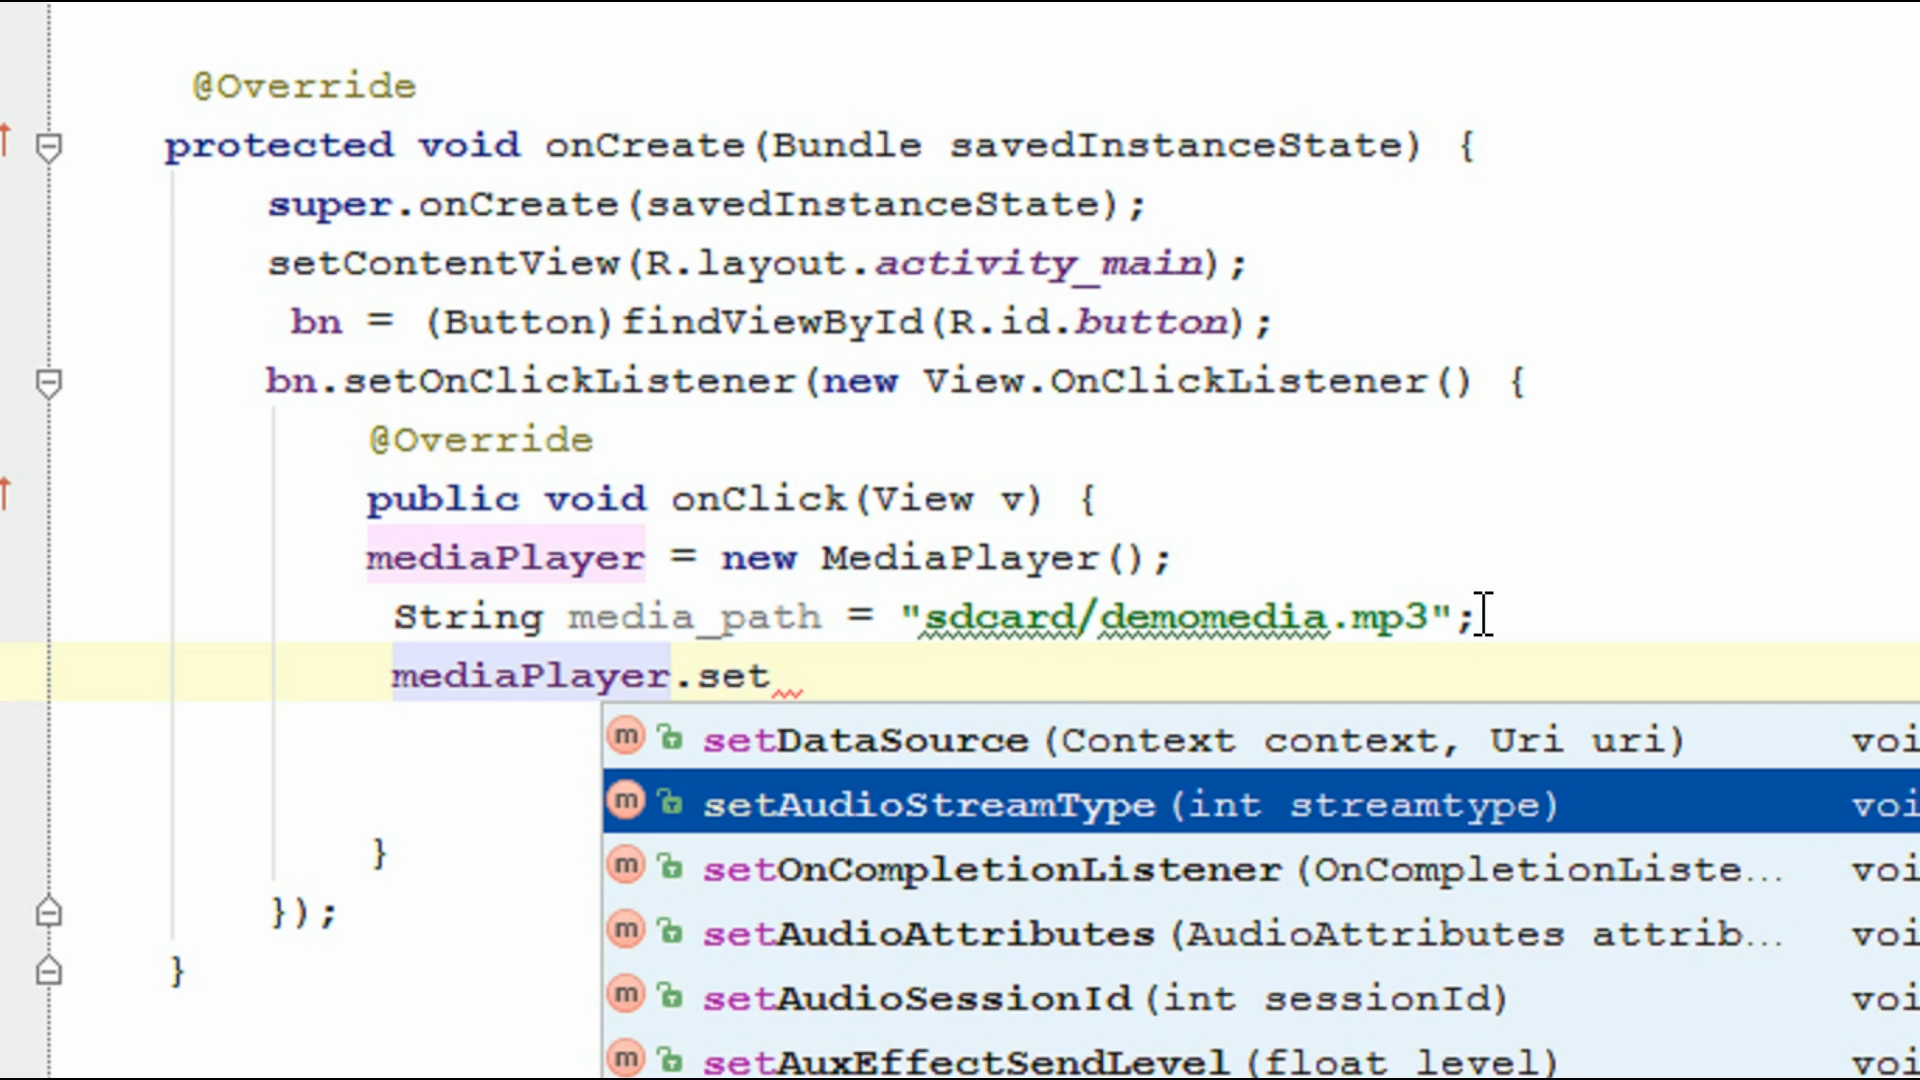 @Override
protected void onCreate(Bundle savedInstanceState) {
super.onCreate(savedInstanceState);
setContentView(R.layout.activity_main);
bn = (Button)findViewById(R.id.button);
bn.setOnClickListener(new View.OnClickListener() {
@Override
public void onClick(View v) {
mediaPlayer = new MediaPlayer();
String media_path = "sdcard/demomedia.mp3";
mediaPlayer.set
m setDataSource(Context context, Uri uri) voi
m setAudioStreamType(int streamtype) voi
m setOnCompletionListener(OnCompletionListe... voi
m setAudioAttributes(AudioAttributes attrib... voi
m setAudioSessionId(int sessionId) voi
m setAuxEffectSendLevel(float level) voi
}
});
}